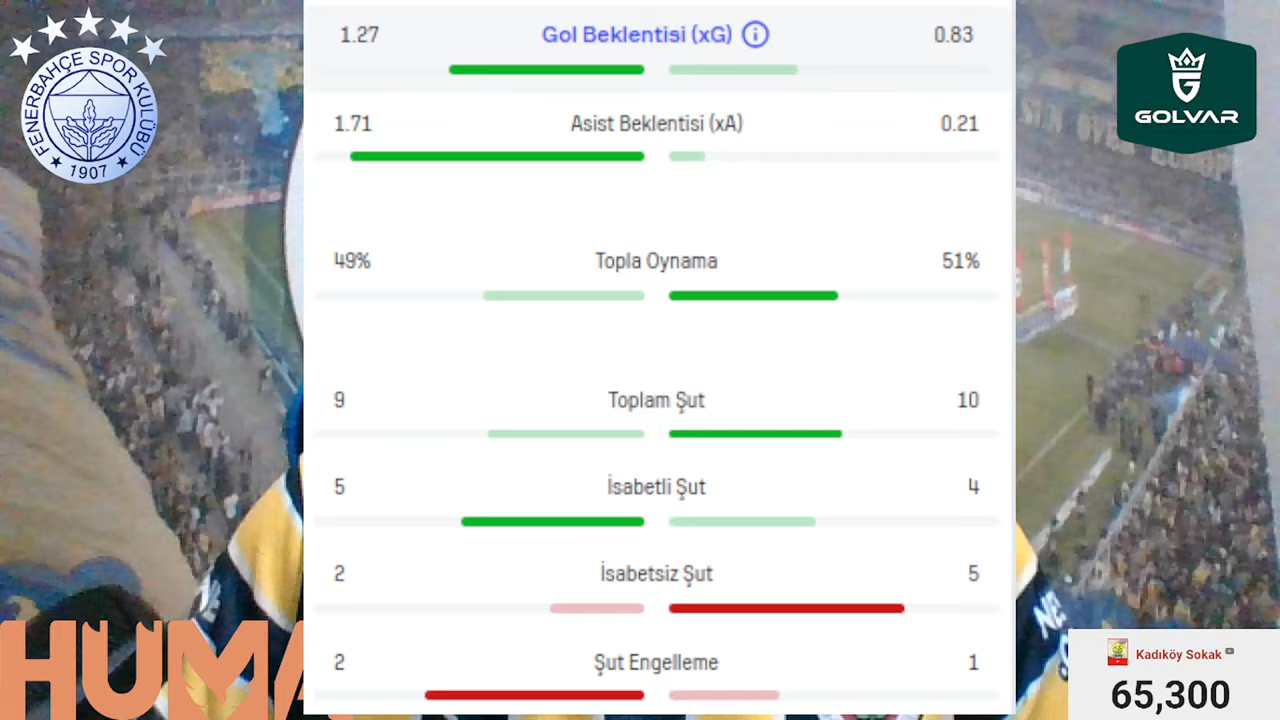 FENERBAHÇE SPOR KULÜBÜ
1907
1.27 Gol Beklentisi (xG) 0.83
1.71 Asist Beklentisi (xA) 0.21
49% Topla Oynama 51%
9 Toplam Şut 10
5 İsabetli Şut 4
2 İsabetsiz Şut 5
2 Şut Engelleme 1
GOLVAR
HUMA
Kadıköy Sokak
65,300